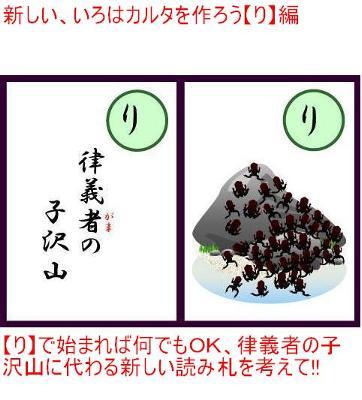 新しい、いろはカルタを作ろう【り】編
り
律義者の
がま
子沢山
り
【り】で始まれば何でもOK、律義者の子
沢山に代わる新しい読み札を考えて!!